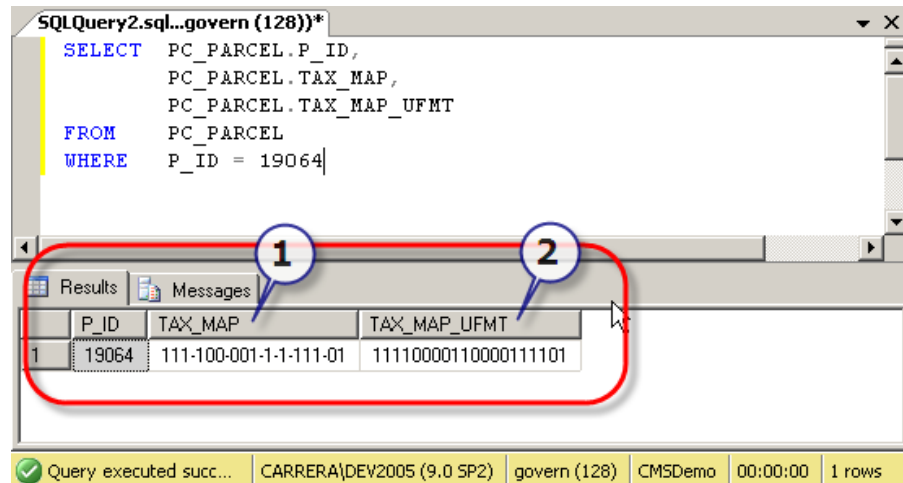 SQLQuery2.sql...govern (128))*
SELECT PC_PARCEL.P_ID,
PC_PARCEL.TAX_MAP,
PC_PARCEL.TAX_MAP_UFMT
FROM PC_PARCEL
WHERE P_ID = 19064
1 2
Results Messages
P_ID TAX_MAP TAX_MAP_UFMT
1 19064 111-100-001-1-1-111-01 11110000110000111101
Query executed succ... CARRERA\DEV2005 (9.0 SP2) govern (128) CMSDemo 00:00:00 1 rows